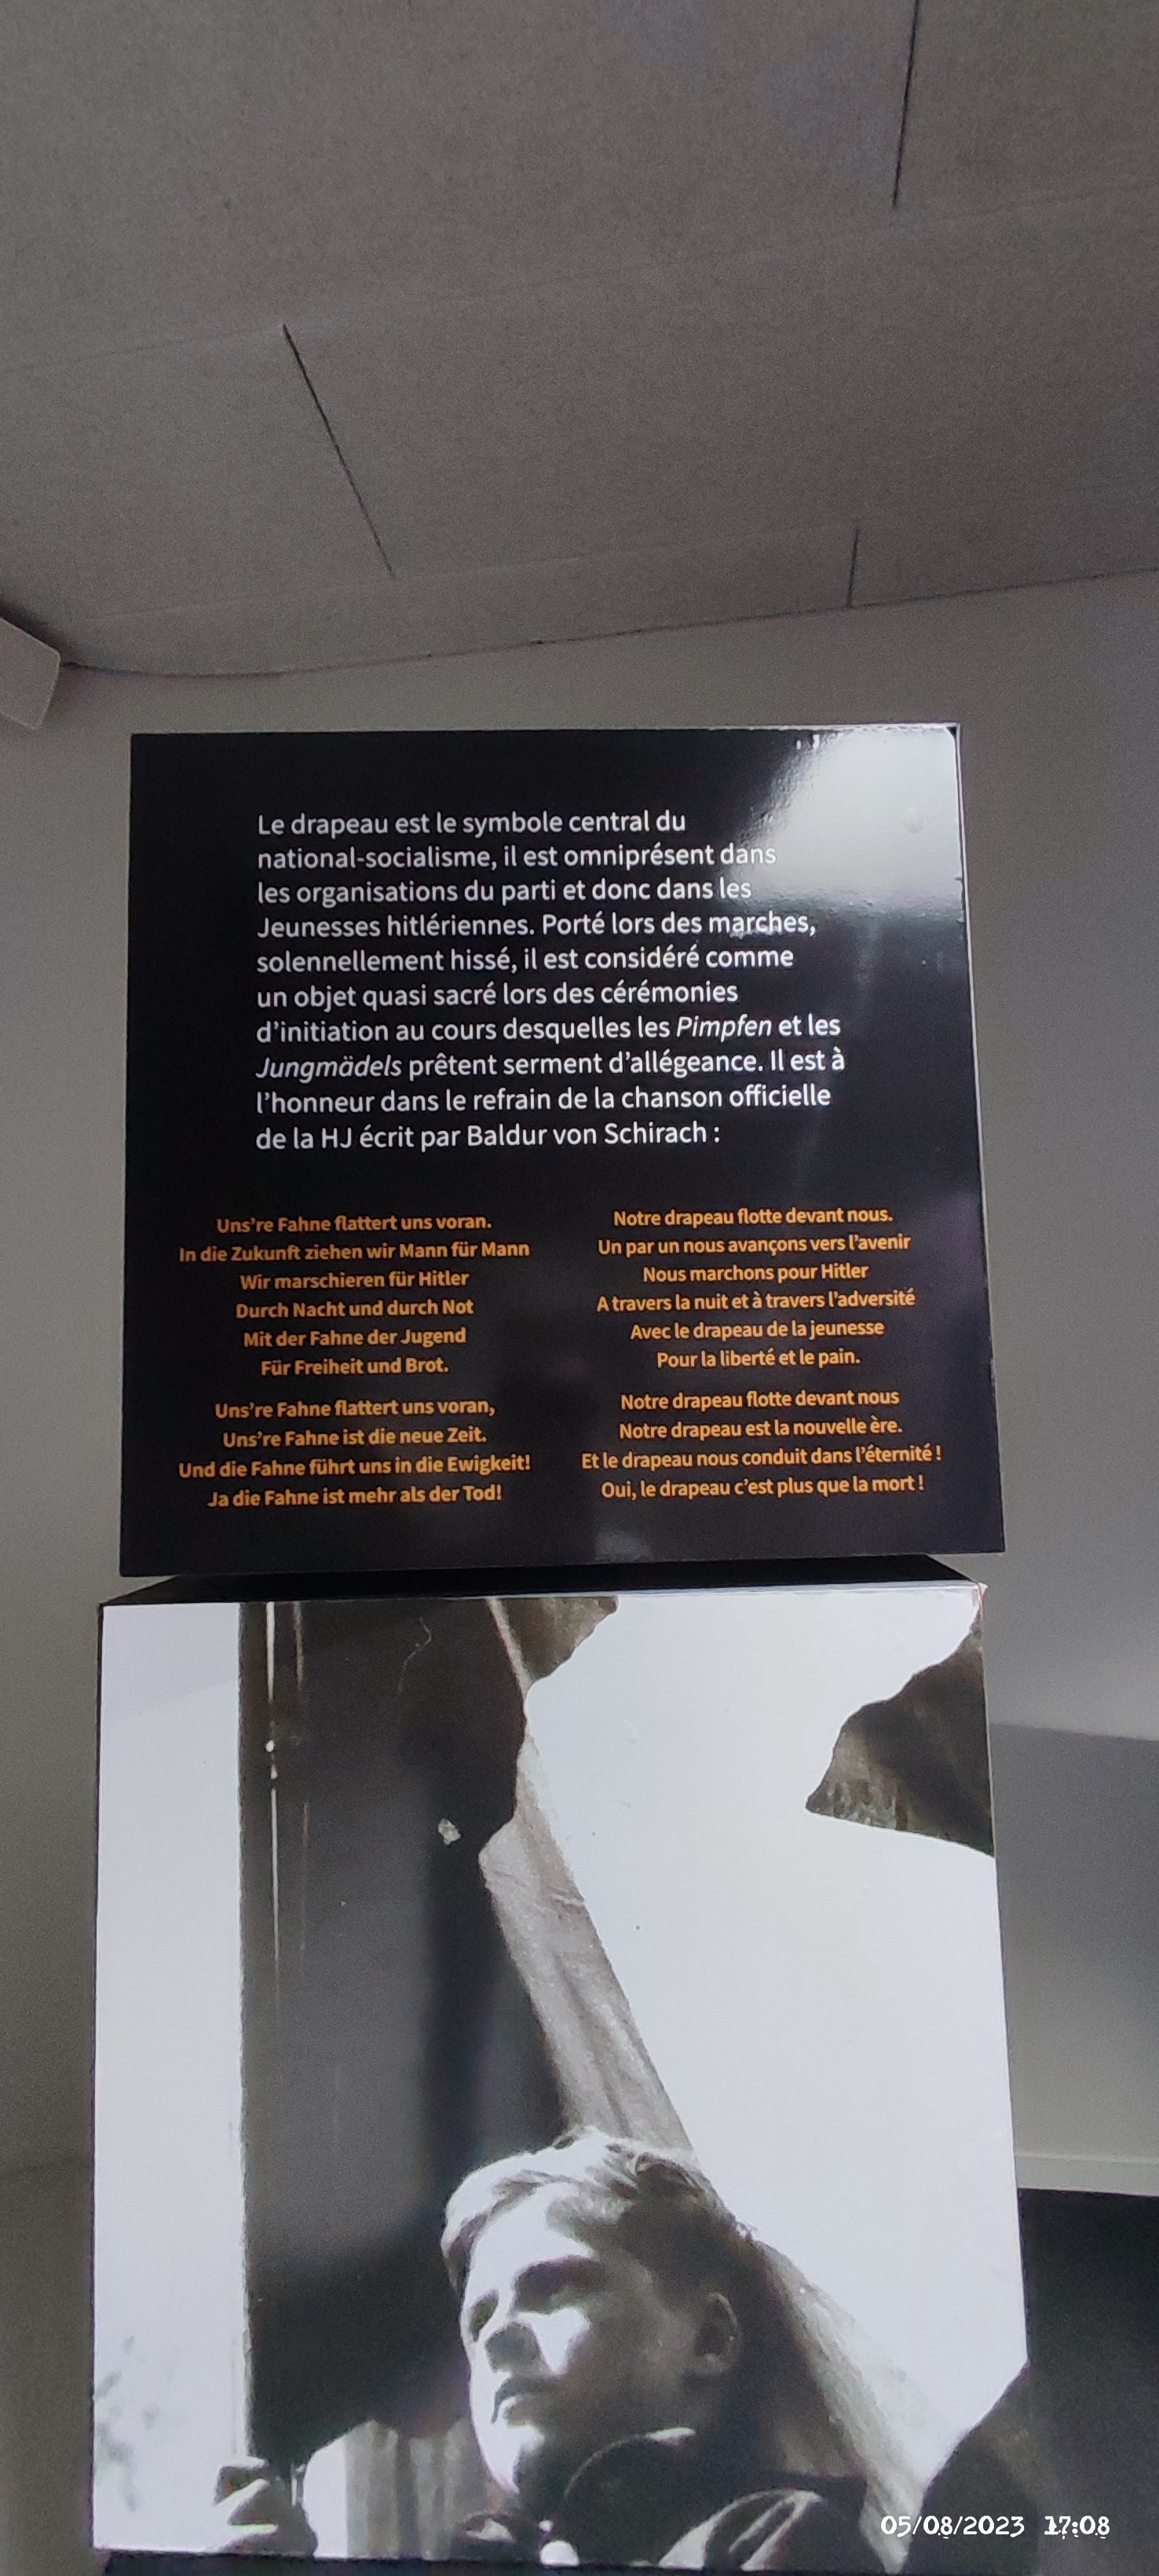 Le drapeau est le symbole central du
national-socialisme, il est omniprésent dans
les organisations du parti et donc dans les
Jeunesses hitlériennes. Porté lors des marches,
solennellement hissé, il est considéré comme
un objet quasi sacré lors des cérémonies
d'initiation au cours desquelles les Pimpfen et les
Jungmädels prêtent serment d'allégeance. Il est à
l'honneur dans le refrain de la chanson officielle
de la HJ écrit par Baldur von Schirach :
Uns're Fahne flattert uns voran.
In die Zukunft ziehen wir Mann für Mann
Wir marschieren für Hitler
Durch Nacht und durch Not
Mit der Fahne der Jugend
Für Freiheit und Brot.
Uns're Fahne flattert uns voran,
Uns're Fahne ist die neue Zeit.
Und die Fahne führt uns in die Ewigkeit!
Ja die Fahne ist mehr als der Tod!
Notre drapeau flotte devant nous.
Un par un nous avançons vers l'avenir
Nous marchons pour Hitler
A travers la nuit et à travers l'adversité
Avec le drapeau de la jeunesse
Pour la liberté et le pain.
Notre drapeau flotte devant nous
Notre drapeau est la nouvelle ère.
Et le drapeau nous conduit dans l'éternité !
Oui, le drapeau c'est plus que la mort !
05/08/2023 17:08